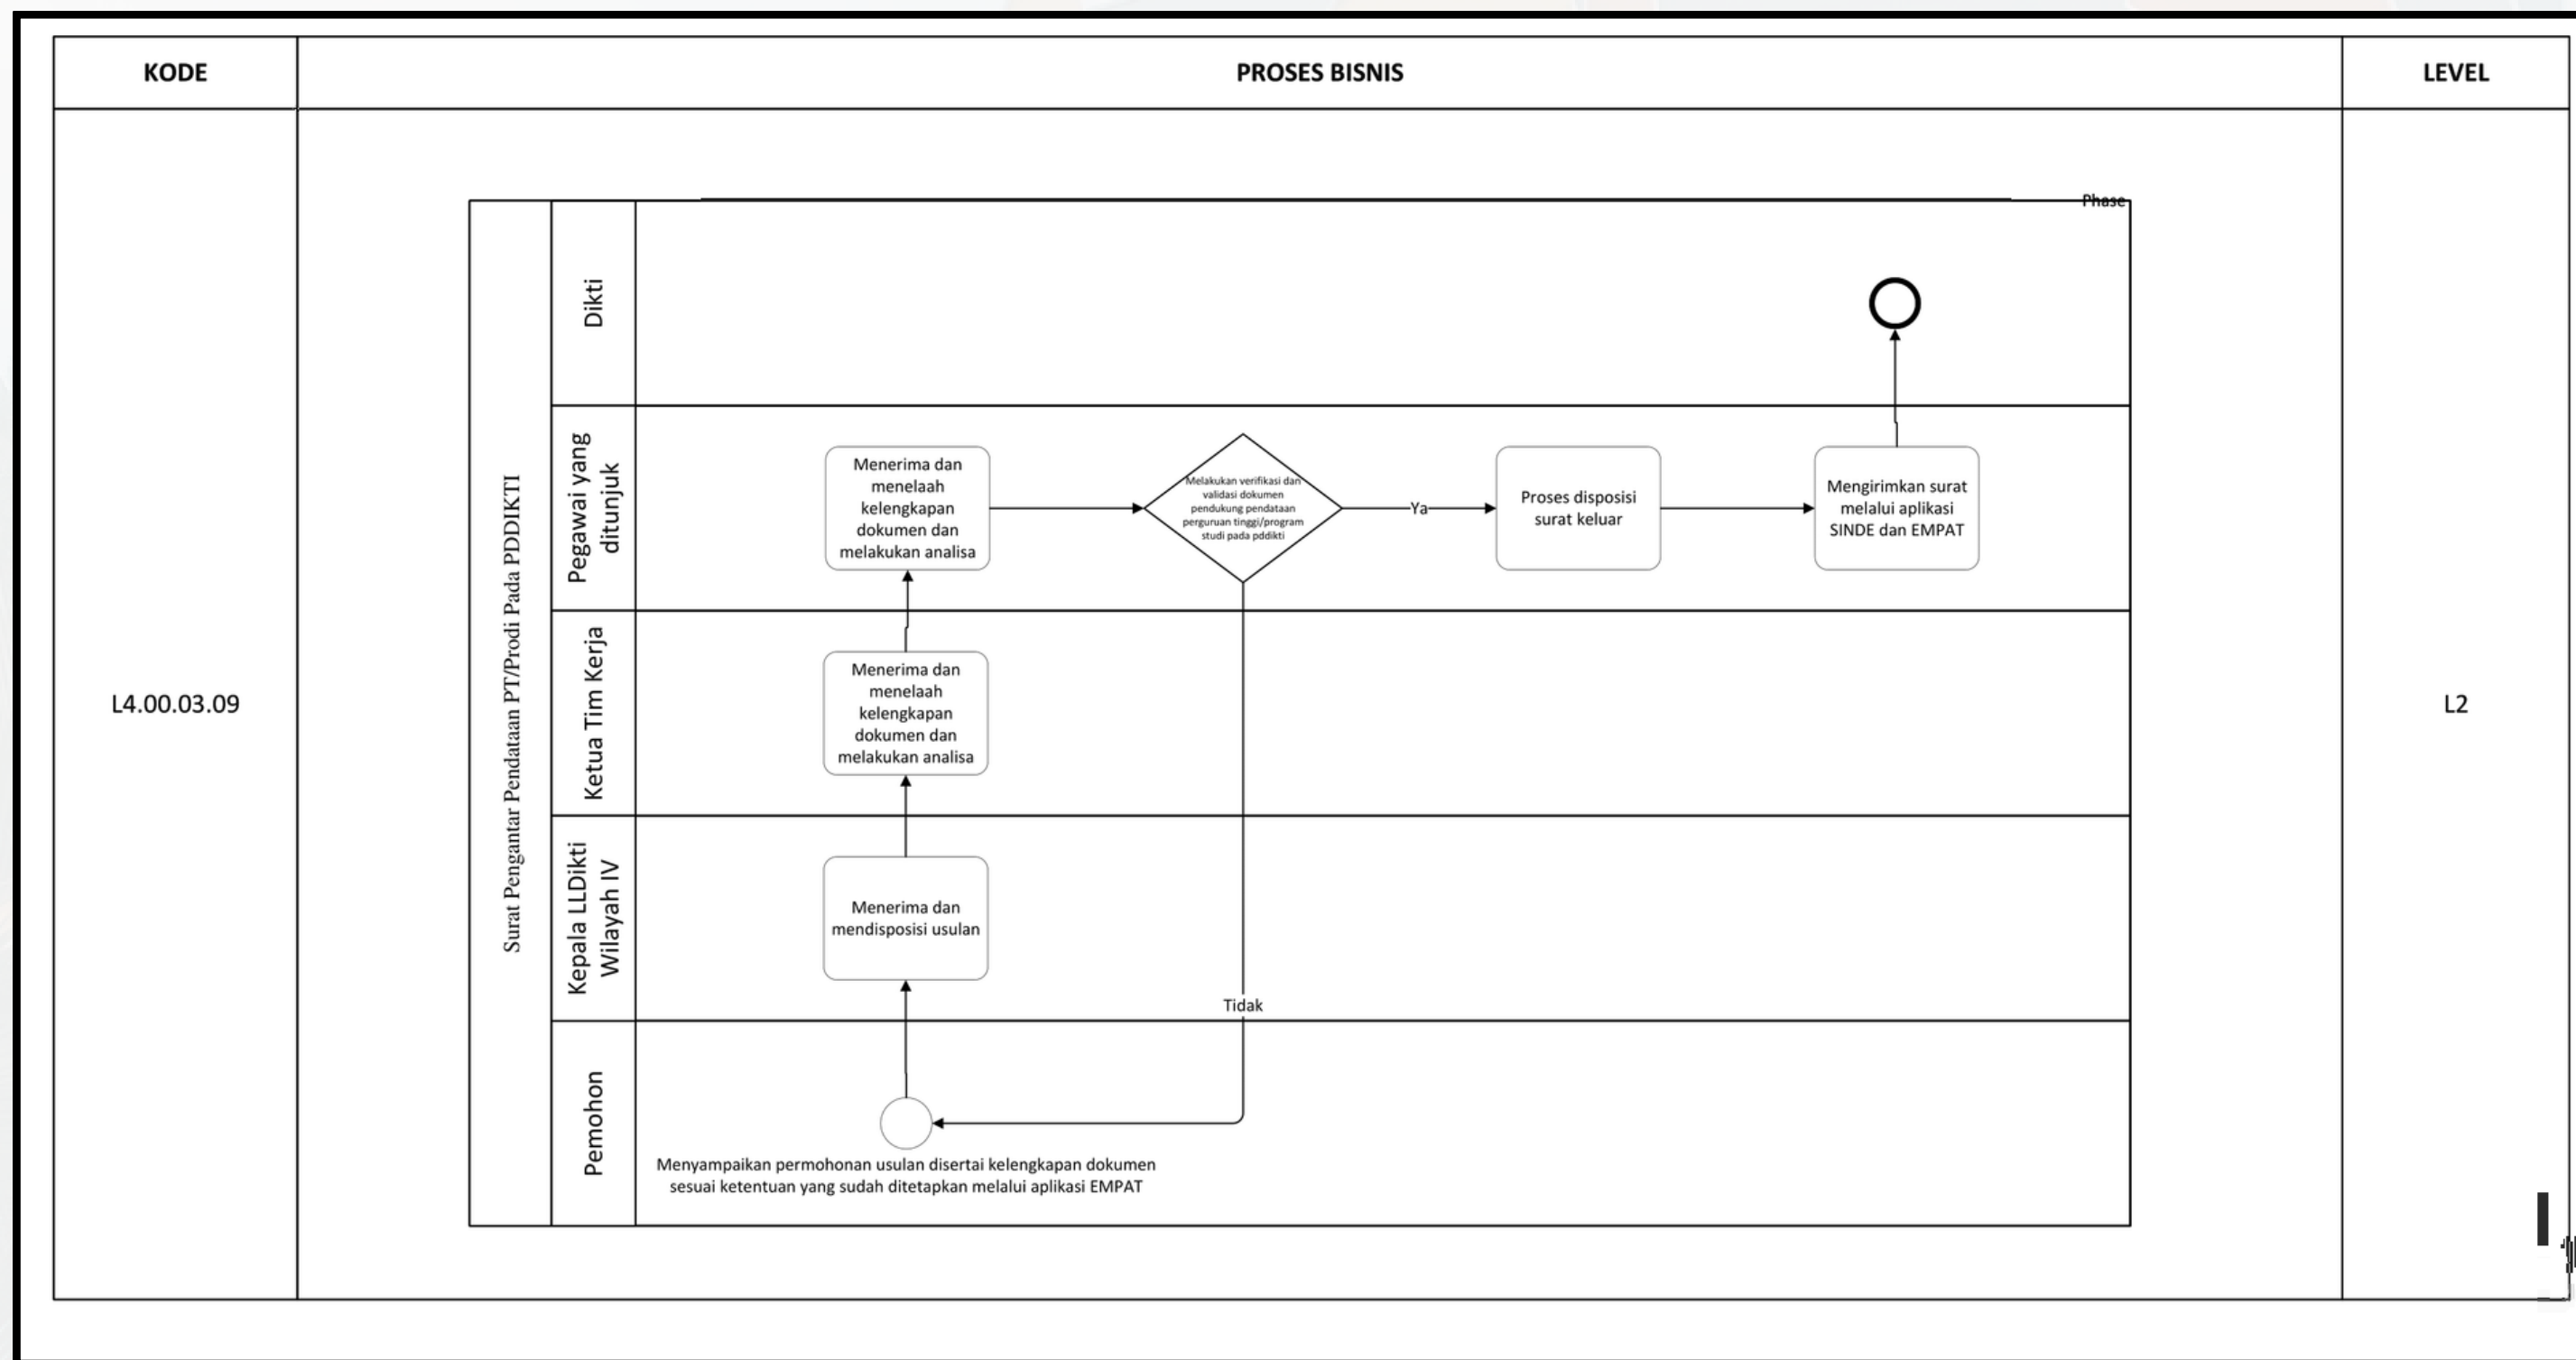 KODE
PROSES BISNIS
LEVEL
L4.00.03.09
L2
Phase
Surat Pengantar Pendataan PT/Prodi Pada PDDIKTI
Dikti
Pegawai yang
ditunjuk
Menerima dan
menelaah
kelengkapan
dokumen dan
melakukan analisa
Melakukan verifikasi dan
validasi dokumen
pendukung pendataan
perguruan tinggi/program
studi pada pddikti
Ya
Proses disposisi
surat keluar
Mengirimkan surat
melalui aplikasi
SINDE dan EMPAT
Ketua Tim Kerja
Menerima dan
menelaah
kelengkapan
dokumen dan
melakukan analisa
Kepala LLDikti
Wilayah IV
Menerima dan
mendisposisi usulan
Tidak
Pemohon
Menyampaikan permohonan usulan disertai kelengkapan dokumen
sesuai ketentuan yang sudah ditetapkan melalui aplikasi EMPAT